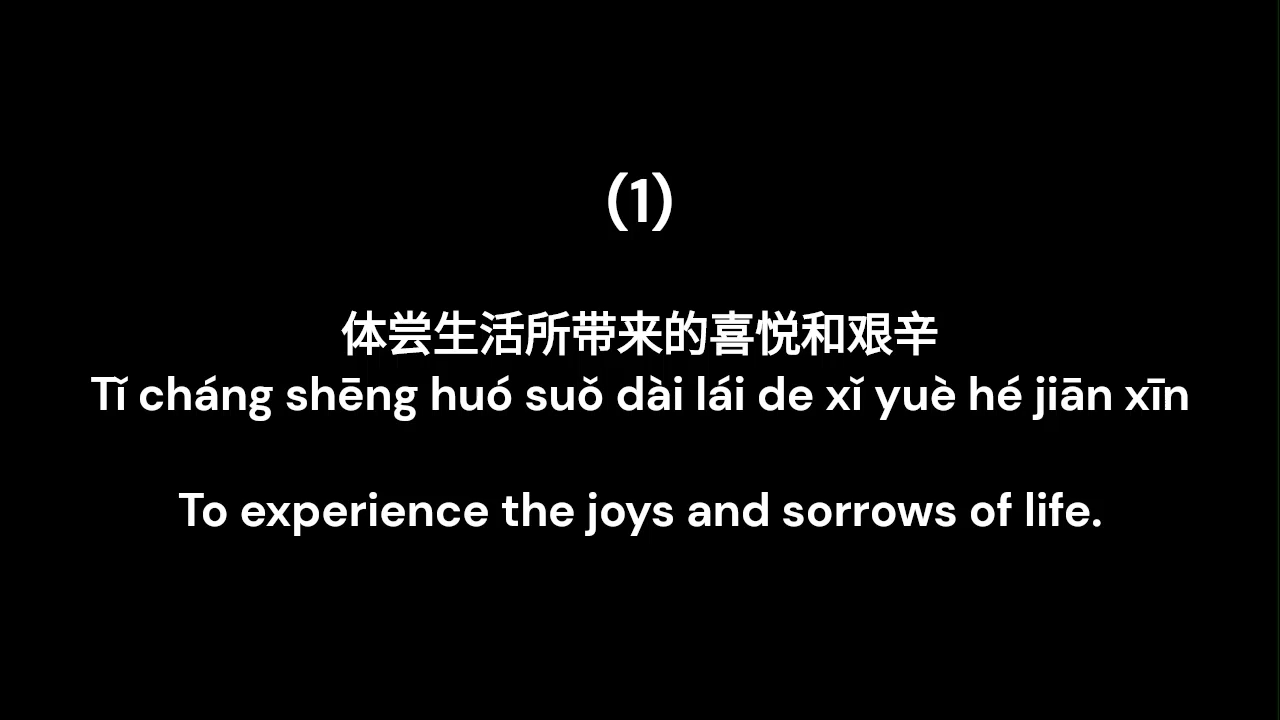 (1)
体尝生活所带来的喜悦和艰辛
Tǐ cháng shēng huó suǒ dài lái de xǐ yuè hé jiān xīn
To experience the joys and sorrows of life.